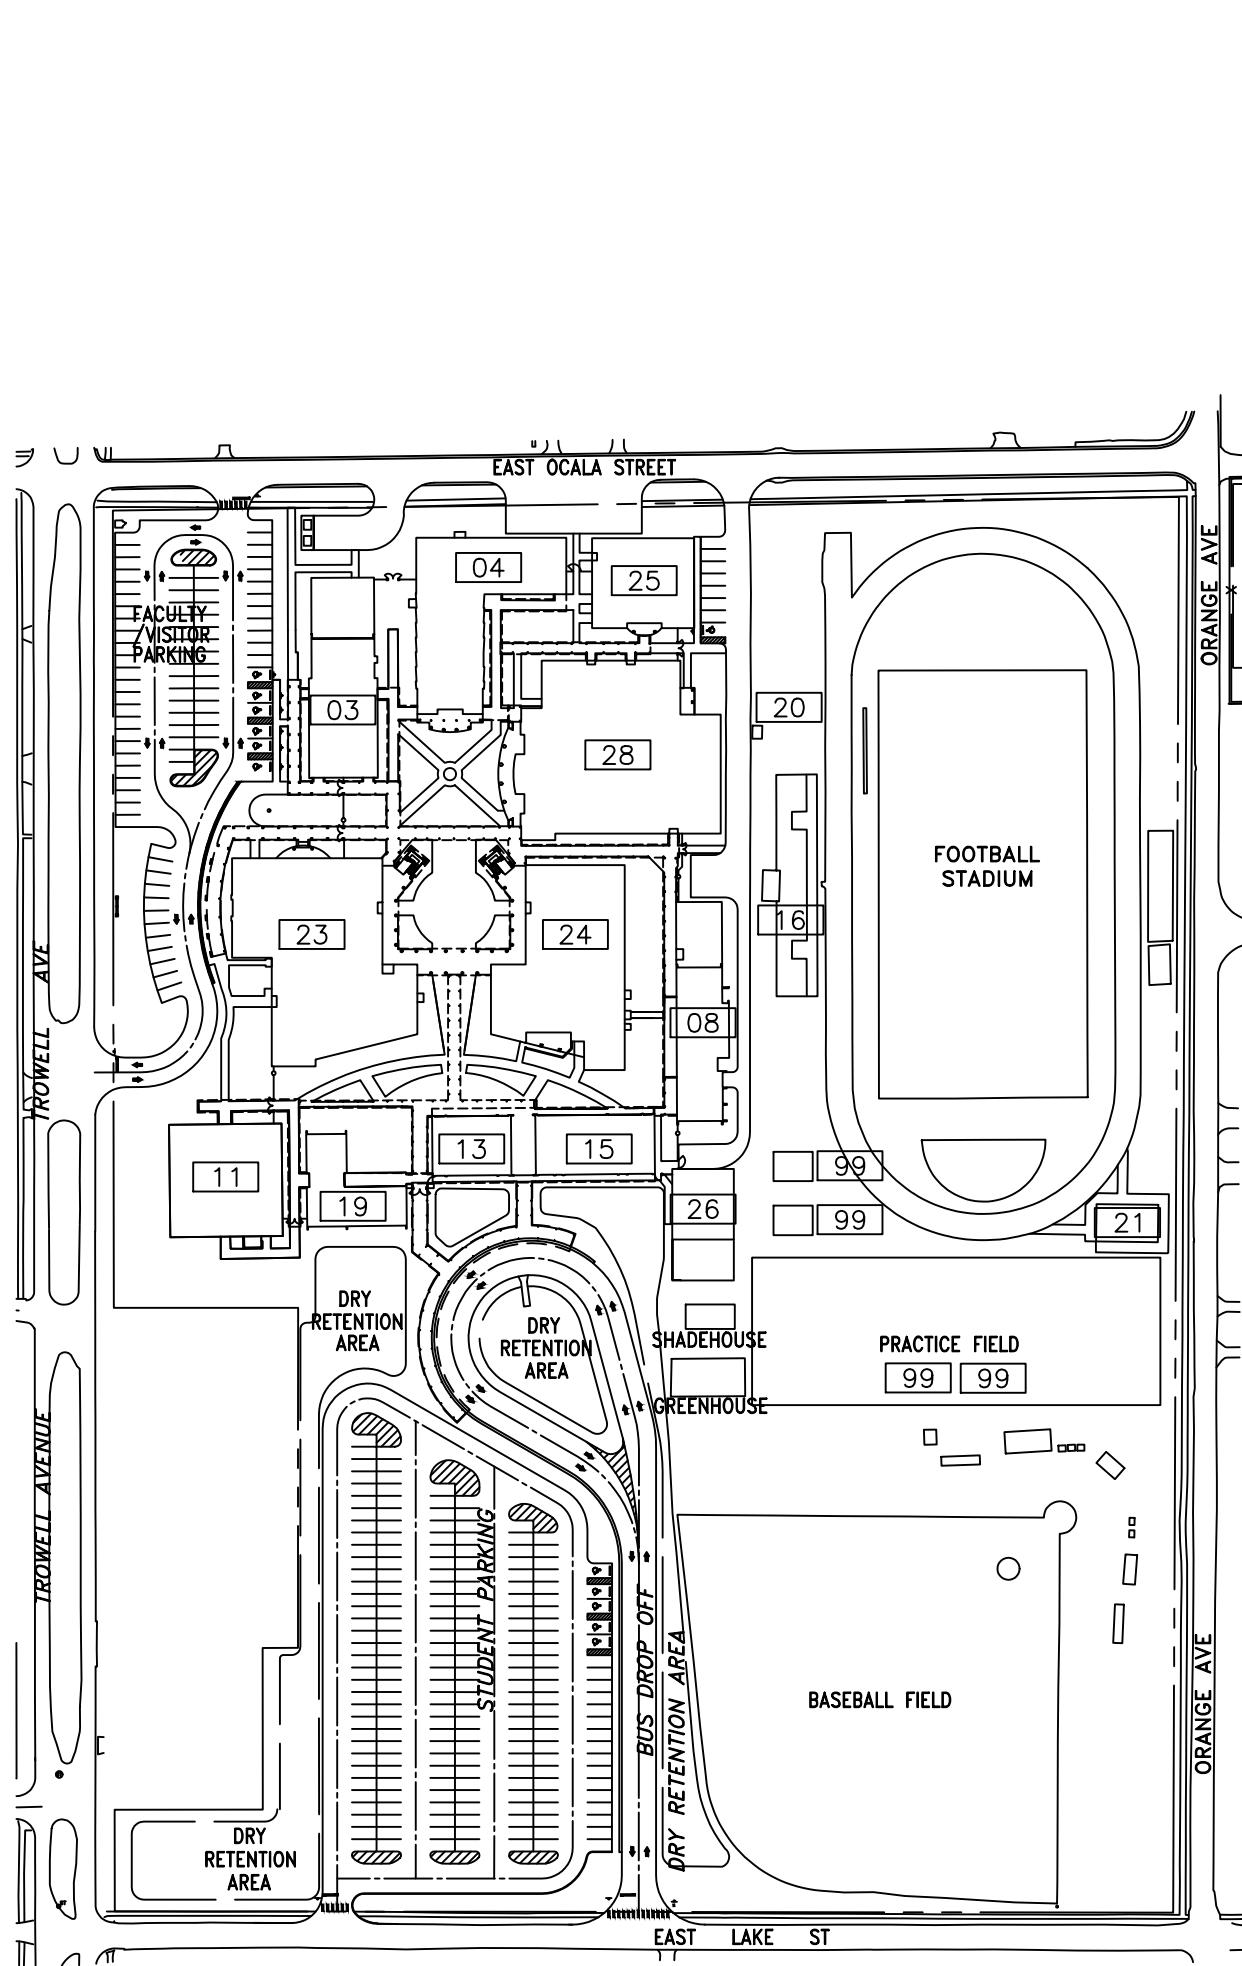 EAST OCALA STREET
ORANGE AVE
04
25
FACULTY
/VISITOR
PARKING
03
20
28
FOOTBALL
STADIUM
23
24
16
TROWELL AVE
08
13
15
11
99
19
26
99
21
DRY
RETENTION
AREA
DRY
RETENTION
AREA
SHADEHOUSE
PRACTICE FIELD
99
99
GREENHOUSE
TROWELL AVENUE
STUDENT PARKING
BUS DROP OFF
DRY RETENTION AREA
BASEBALL FIELD
ORANGE AVE
DRY
RETENTION
AREA
EAST LAKE ST